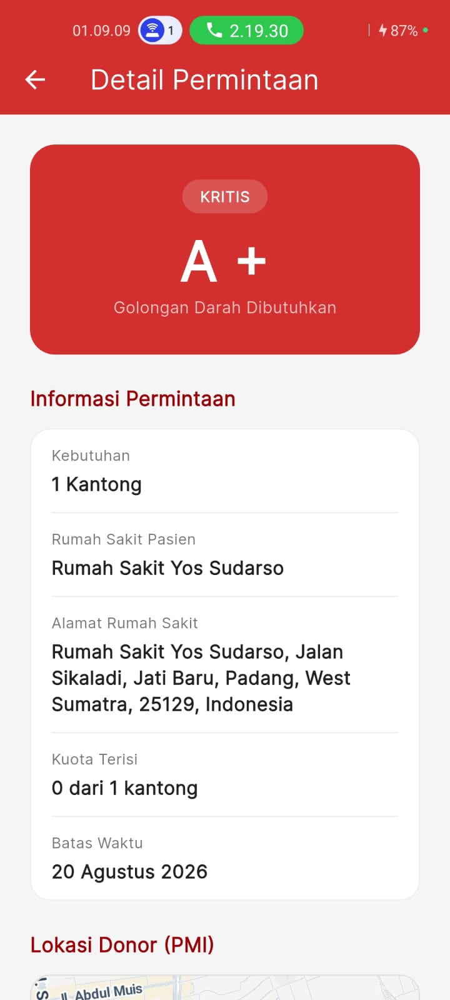 01.09.09 1 2.19.30 87%
Detail Permintaan
KRITIS
A +
Golongan Darah Dibutuhkan
Informasi Permintaan
Kebutuhan
1 Kantong
Rumah Sakit Pasien
Rumah Sakit Yos Sudarso
Alamat Rumah Sakit
Rumah Sakit Yos Sudarso, Jalan
Sikaladi, Jati Baru, Padang, West
Sumatra, 25129, Indonesia
Kuota Terisi
0 dari 1 kantong
Batas Waktu
20 Agustus 2026
Lokasi Donor (PMI)
Jl. Abdul Muis